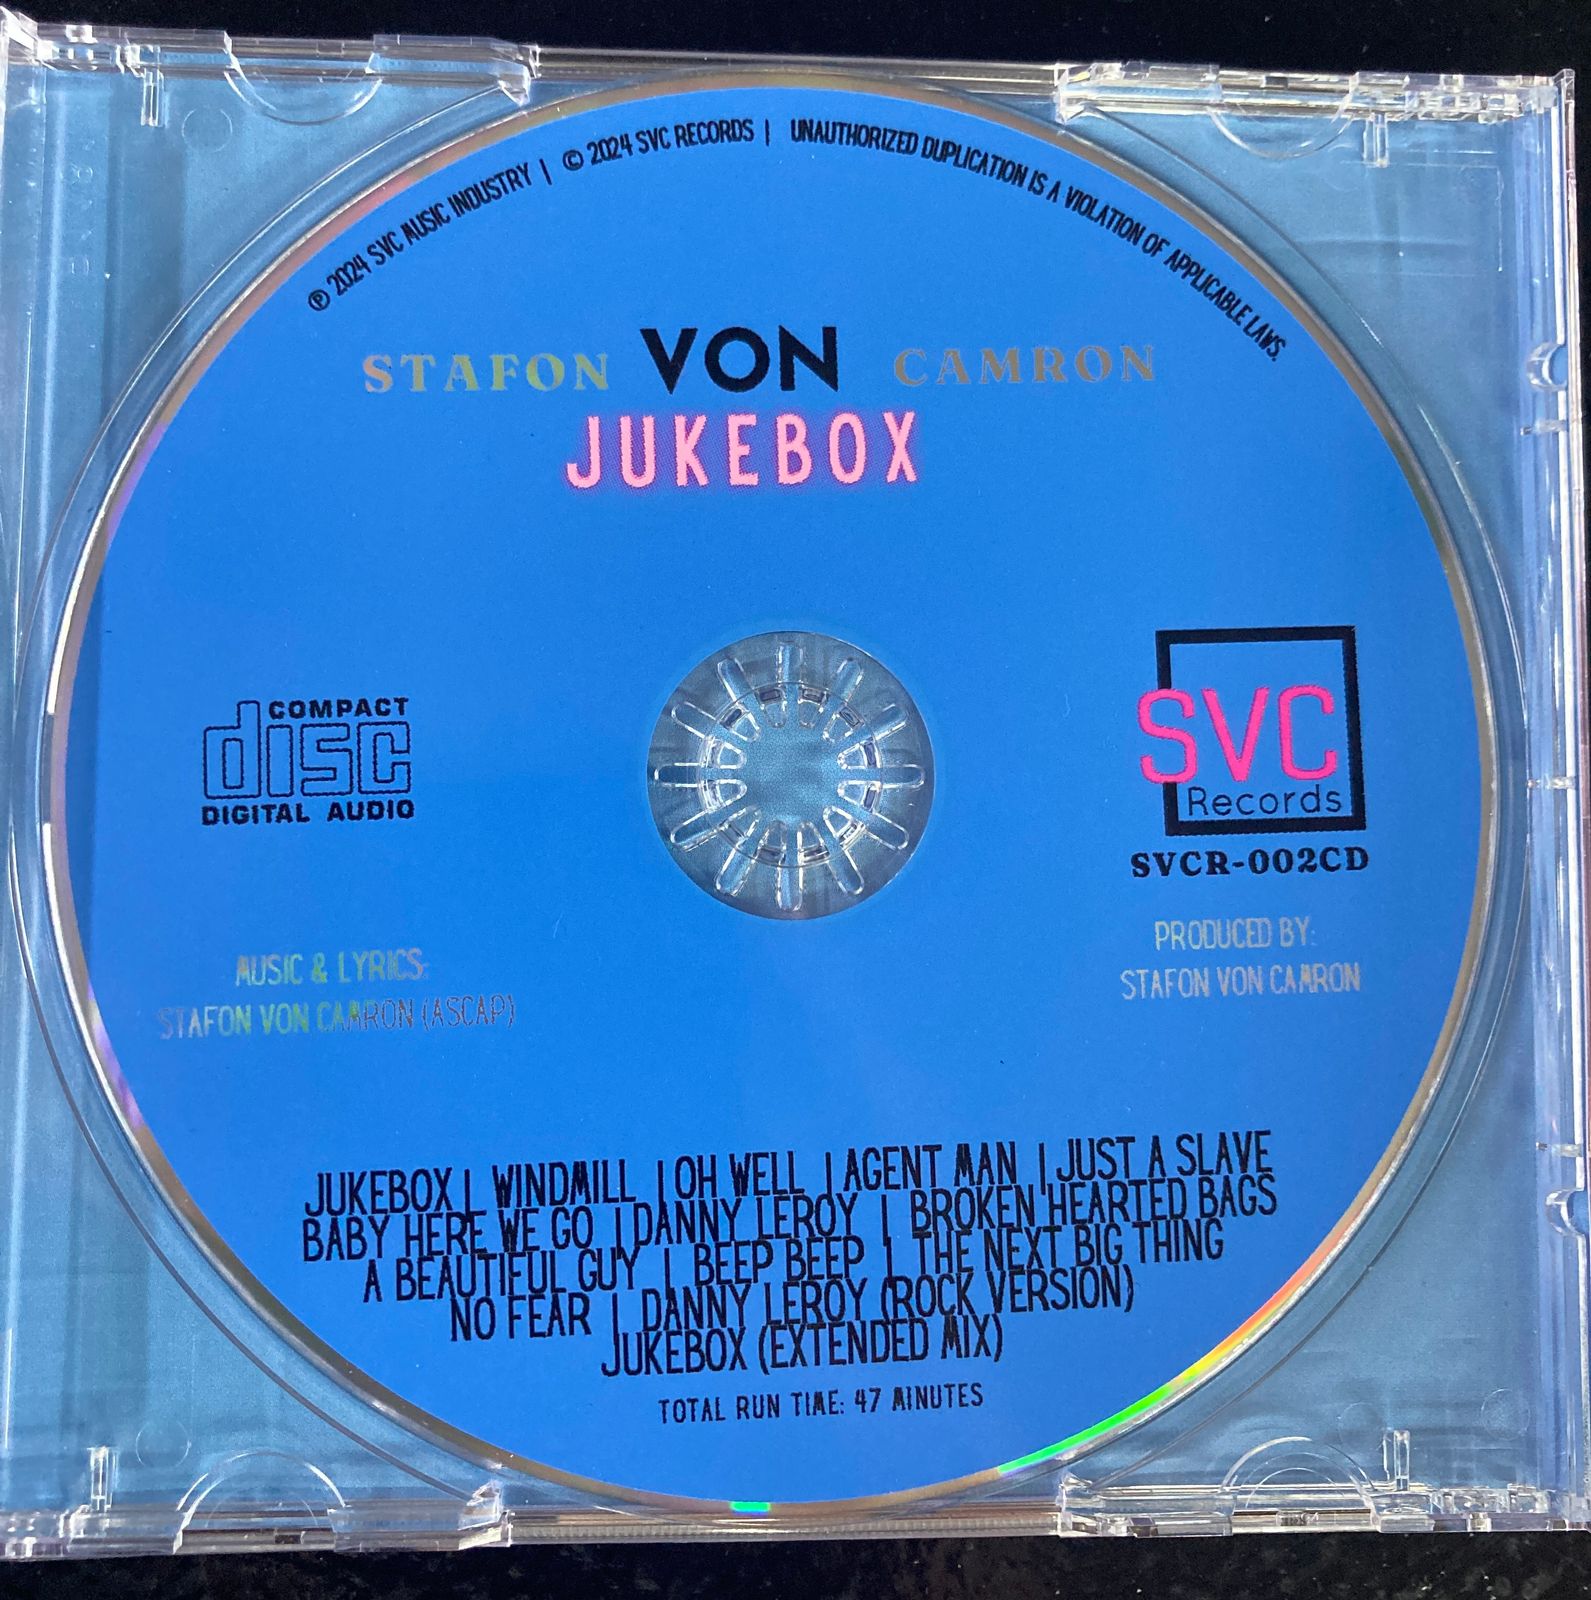 ℗ 2024 SVC MUSIC INDUSTRY | © 2024 SVC RECORDS | UNAUTHORIZED DUPLICATION IS A VIOLATION OF APPLICABLE LAWS.
STAFON VON CAMRON
JUKEBOX
COMPACT
disc
DIGITAL AUDIO
SVC
Records
SVCR-002CD
MUSIC & LYRICS:
STAFON VON CAMRON (ASCAP)
PRODUCED BY:
STAFON VON CAMRON
JUKEBOX | WINDMILL | OH WELL | AGENT MAN | JUST A SLAVE
BABY HERE WE GO | DANNY LEROY | BROKEN HEARTED BAGS
A BEAUTIFUL GUY | BEEP BEEP | THE NEXT BIG THING
NO FEAR | DANNY LEROY (ROCK VERSION)
JUKEBOX (EXTENDED MIX)
TOTAL RUN TIME: 47 MINUTES